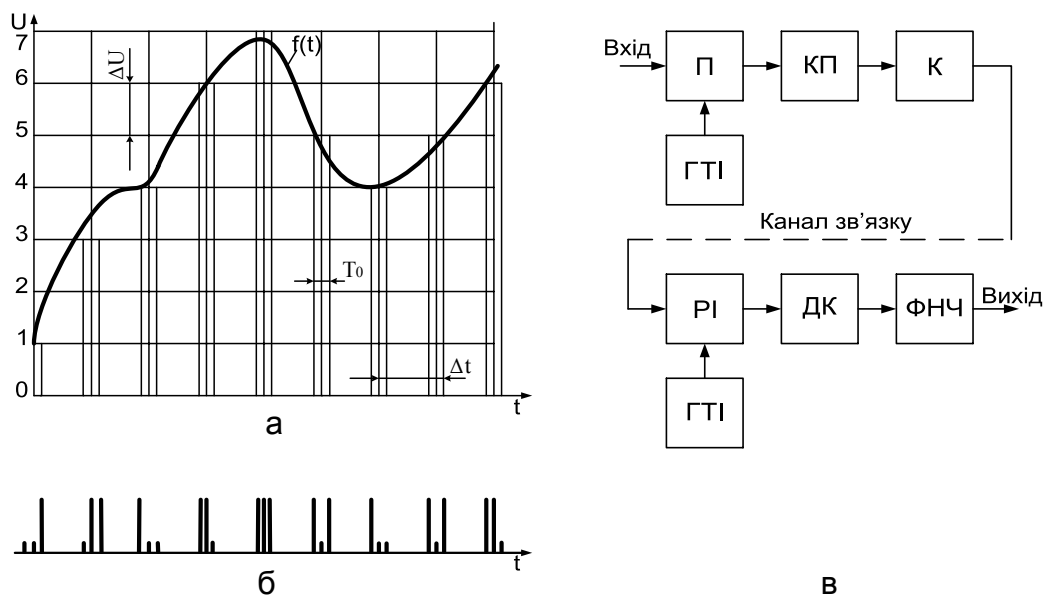 U
7
6
5
4
3
2
1
0
ΔU
f(t)
T0
Δt
t
а
t
б
Вхід
П
КП
К
ГТІ
Канал зв’язку
РІ
ДК
ФНЧ
Вихід
ГТІ
в